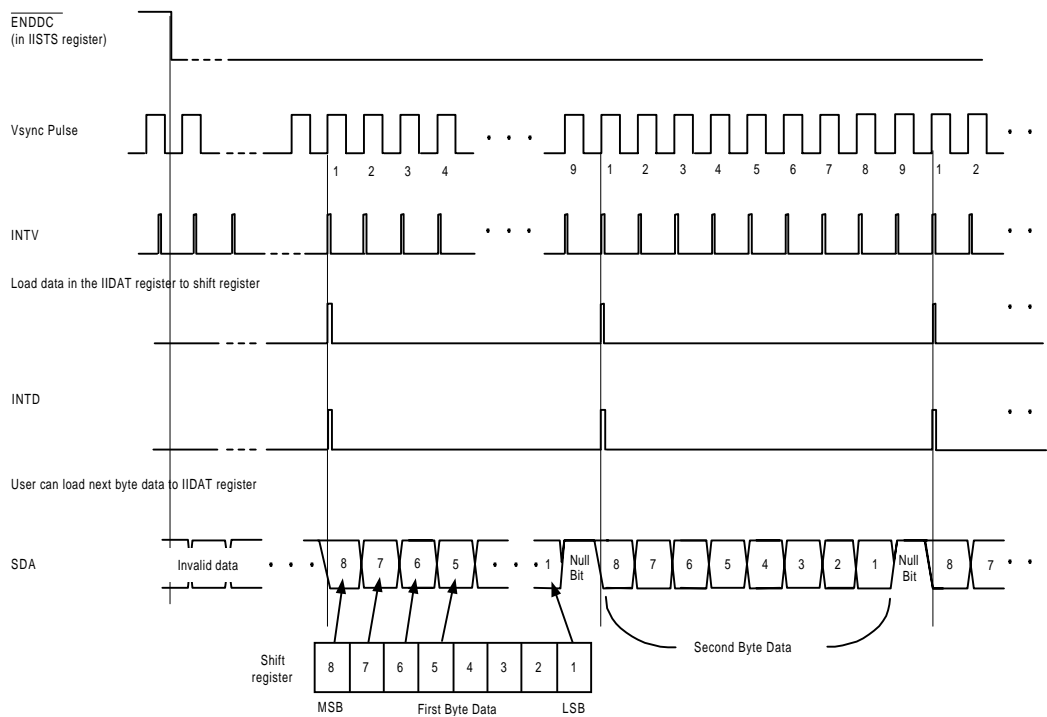 ENDDC
(in IISTS register)
Vsync Pulse
1 2 3 4 9 1 2 3 4 5 6 7 8 9 1 2
INTV
Load data in the IIDAT register to shift register
INTD
User can load next byte data to IIDAT register
SDA
Invalid data 8 7 6 5 1 Null Bit 8 7 6 5 4 3 2 1 Null Bit 8 7
Second Byte Data
Shift register
8 7 6 5 4 3 2 1
MSB First Byte Data LSB